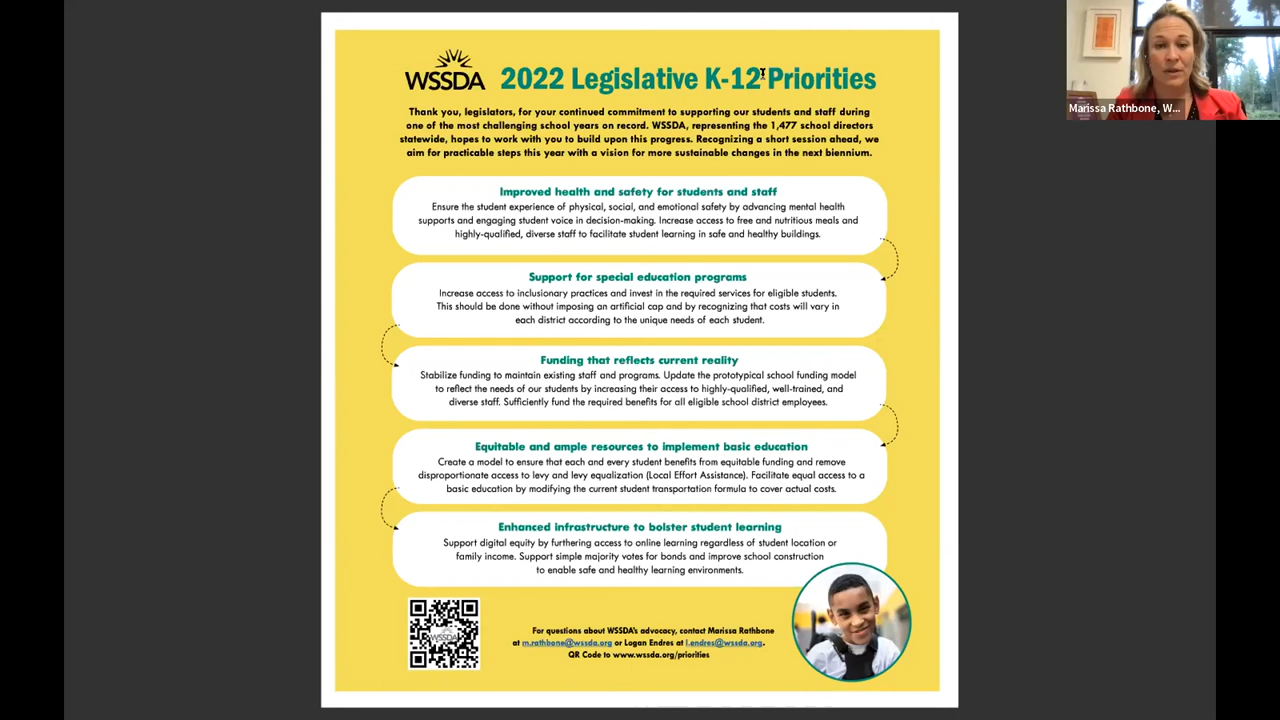 WSSDA 2022 Legislative K-12 Priorities
Thank you, legislators, for your continued commitment to supporting our students and staff during
one of the most challenging school years on record. WSSDA, representing the 1,477 school directors
statewide, hopes to work with you to build upon this progress. Recognizing a short session ahead, we
aim for practicable steps this year with a vision for more sustainable changes in the next biennium.
Improved health and safety for students and staff
Ensure the student experience of physical, social, and emotional safety by advancing mental health
supports and engaging student voice in decision-making. Increase access to free and nutritious meals and
highly-qualified, diverse staff to facilitate student learning in safe and healthy buildings.
Support for special education programs
Increase access to inclusionary practices and invest in the required services for eligible students.
This should be done without imposing an artificial cap and by recognizing that costs will vary in
each district according to the unique needs of each student.
Funding that reflects current reality
Stabilize funding to maintain existing staff and programs. Update the prototypical school funding model
to reflect the needs of our students by increasing their access to highly-qualified, well-trained, and
diverse staff. Sufficiently fund the required benefits for all eligible school district employees.
Equitable and ample resources to implement basic education
Create a model to ensure that each and every student benefits from equitable funding and remove
disproportionate access to levy and levy equalization (Local Effort Assistance). Facilitate equal access to a
basic education by modifying the current student transportation formula to cover actual costs.
Enhanced infrastructure to bolster student learning
Support digital equity by furthering access to online learning regardless of student location or
family income. Support simple majority votes for bonds and improve school construction
to enable safe and healthy learning environments.
WSSDA
For questions about WSSDA's advocacy, contact Marissa Rathbone
at m.rathbone@wssda.org or Logan Endres at l.endres@wssda.org.
QR Code to www.wssda.org/priorities
Marissa Rathbone, W...